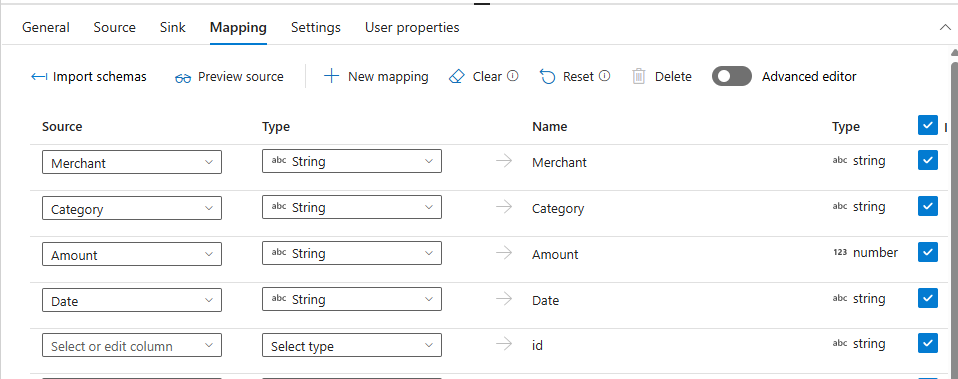 General Source Sink Mapping Settings User properties
Import schemas Preview source New mapping Clear Reset Delete Advanced editor
Source Type Name Type
Merchant abc String Merchant abc string
Category abc String Category abc string
Amount abc String Amount 123 number
Date abc String Date abc string
Select or edit column Select type id abc string